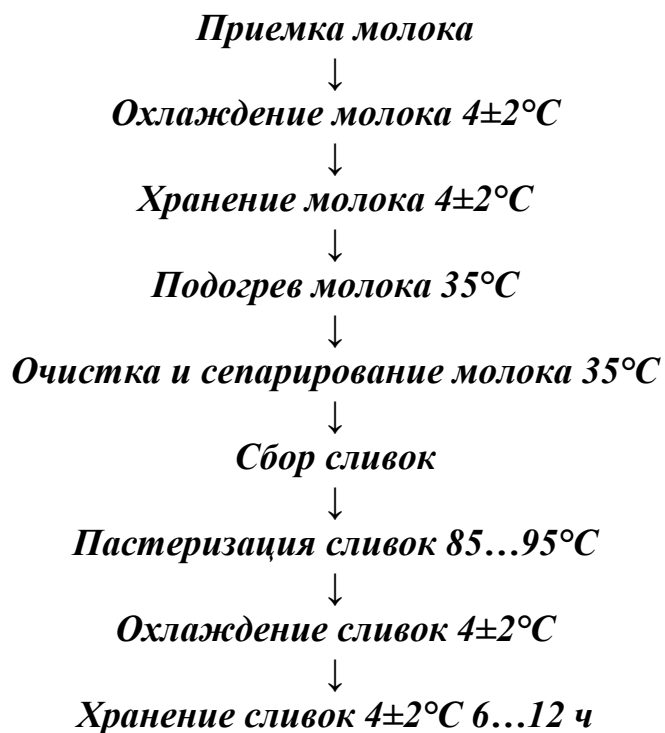 Приемка молока
↓
Охлаждение молока 4±2°С
↓
Хранение молока 4±2°С
↓
Подогрев молока 35°С
↓
Очистка и сепарирование молока 35°С
↓
Сбор сливок
↓
Пастеризация сливок 85…95°С
↓
Охлаждение сливок 4±2°С
↓
Хранение сливок 4±2°С 6…12 ч